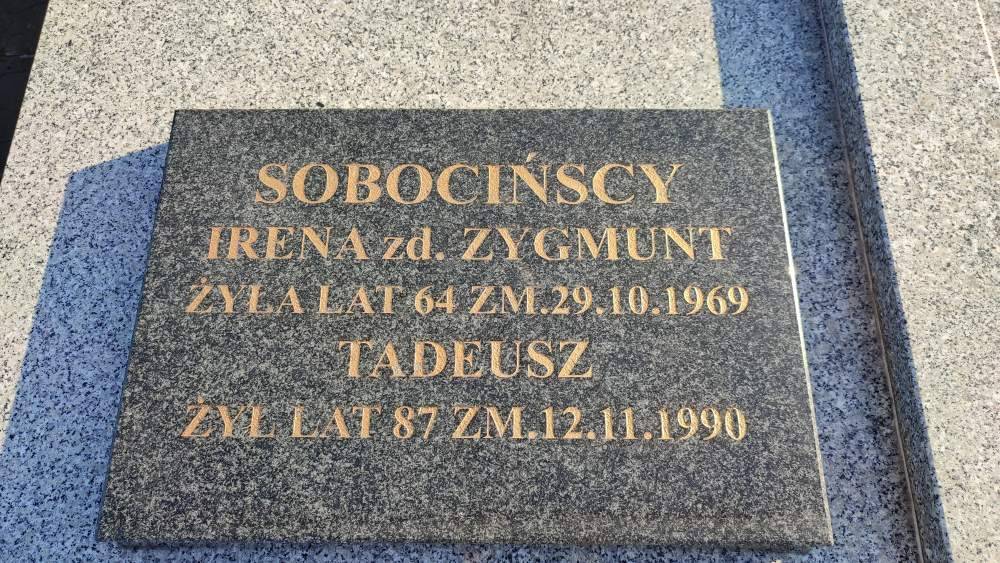 SOBOCIŃSCY
IRENA zd. ZYGMUNT
ŻYŁA LAT 64 ZM.29.10.1969
TADEUSZ
ŻYŁ LAT 87 ZM.12.11.1990